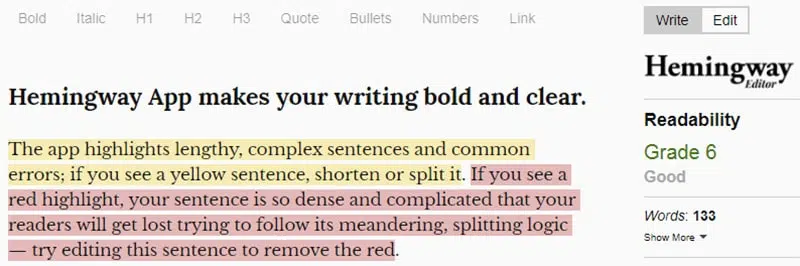 Bold Italic H1 H2 H3 Quote Bullets Numbers Link
Write Edit
Hemingway
Editor
Hemingway App makes your writing bold and clear.
The app highlights lengthy, complex sentences and common
errors; if you see a yellow sentence, shorten or split it. If you see a
red highlight, your sentence is so dense and complicated that your
readers will get lost trying to follow its meandering, splitting logic
— try editing this sentence to remove the red.
Readability
Grade 6
Good
Words: 133
Show More